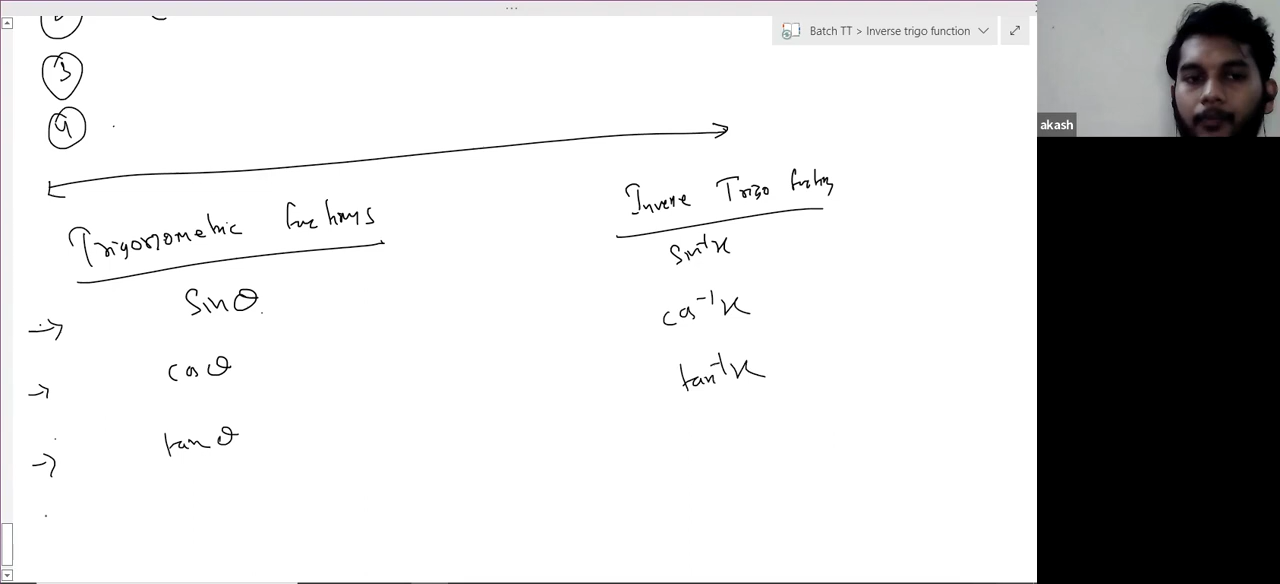 Batch TT > Inverse trigo function
akash
3
4
Trigonometric functions
Inverse Trigo functions
sin⁻¹x
Sinθ.
cos⁻¹x
→
cosθ
tan⁻¹x
→
tanθ
→